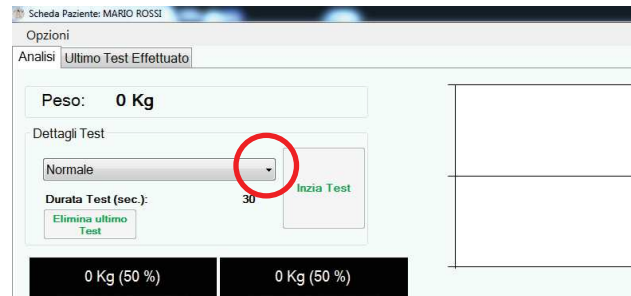 Scheda Paziente: MARIO ROSSI
Opzioni
Analisi Ultimo Test Effettuato
Peso: 0 Kg
Dettagli Test
Normale
Inzia Test
Durata Test (sec.): 30
Elimina ultimo
Test
0 Kg (50 %) 0 Kg (50 %)